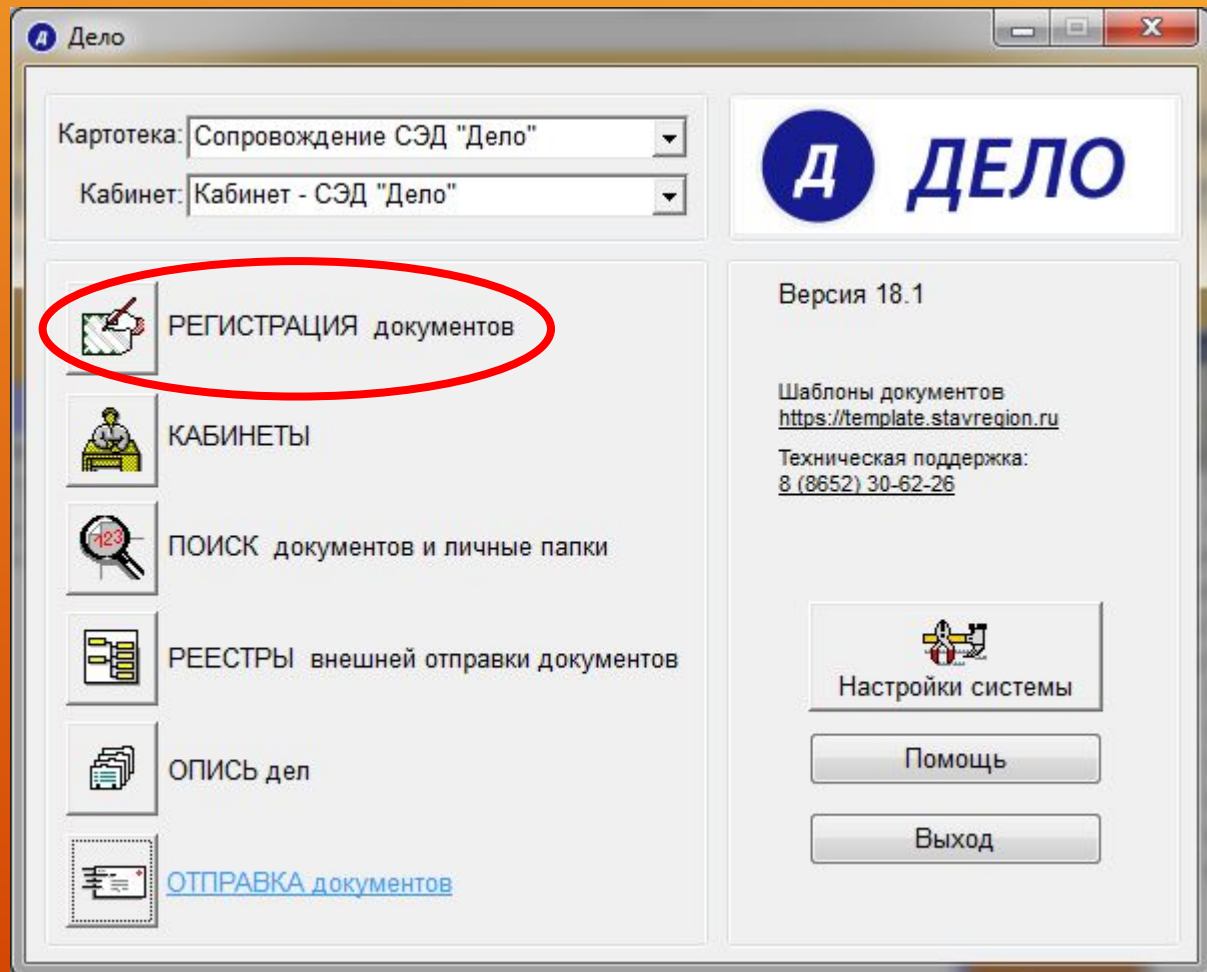 Дело
Картотека: Сопровождение СЭД "Дело"
Кабинет: Кабинет - СЭД "Дело"
Д ДЕЛО
РЕГИСТРАЦИЯ документов
КАБИНЕТЫ
ПОИСК документов и личные папки
РЕЕСТРЫ внешней отправки документов
ОПИСЬ дел
ОТПРАВКА документов
Версия 18.1
Шаблоны документов
https://template.stavregion.ru
Техническая поддержка:
8 (8652) 30-62-26
Настройки системы
Помощь
Выход